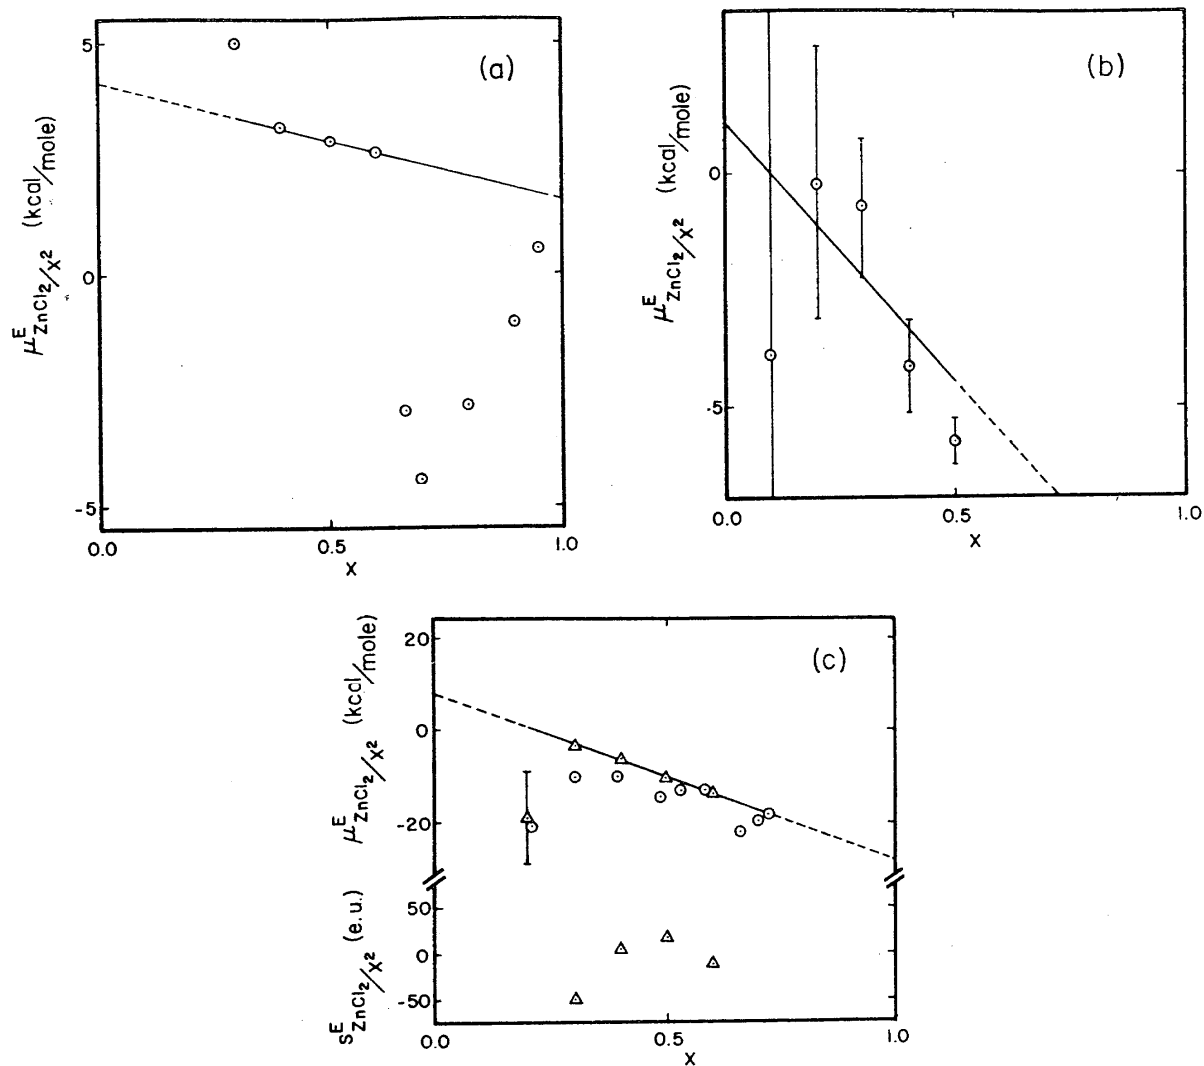 (a)
μ^E_ZnCl₂/x² (kcal/mole)
5
0
-5
0.0 0.5 1.0
x
(b)
μ^E_ZnCl₂/x² (kcal/mole)
0
-5
0.0 0.5 1.0
x
(c)
μ^E_ZnCl₂/x² (kcal/mole)
20
0
-20
s^E_ZnCl₂/x² (e.u.)
50
0
-50
0.0 0.5 1.0
x